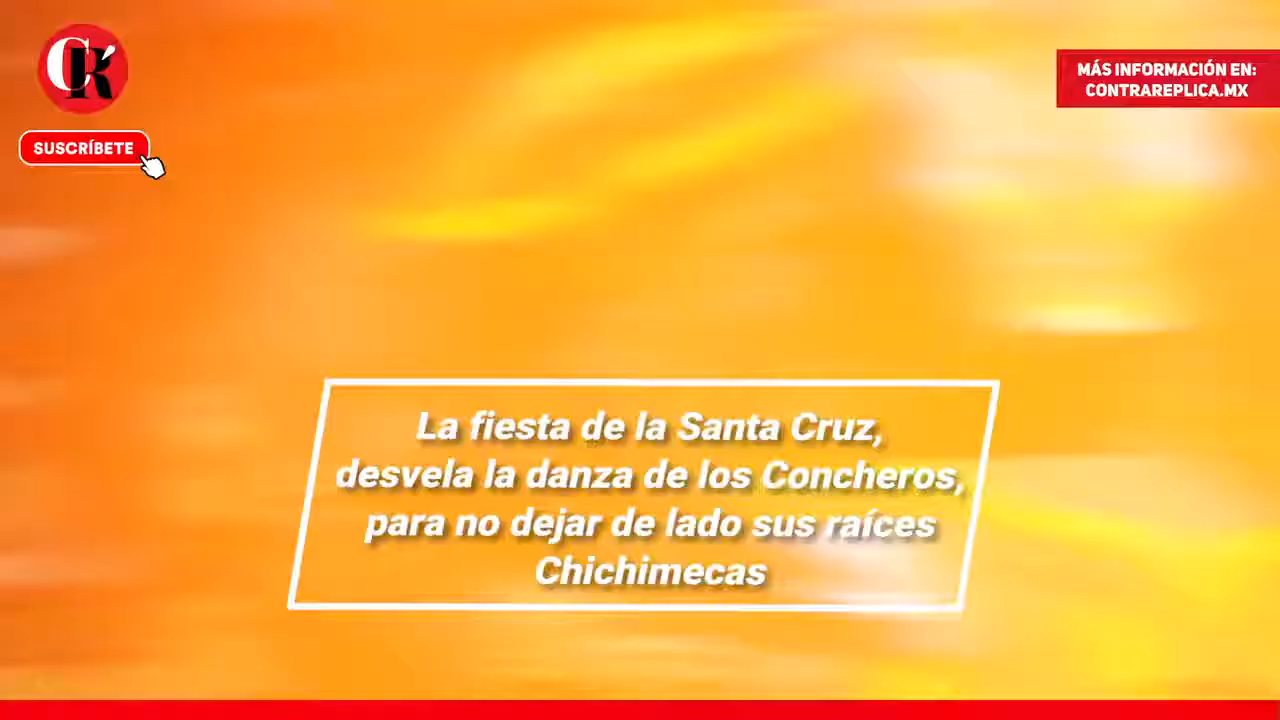 CR
SUSCRÍBETE
MÁS INFORMACIÓN EN:
CONTRAREPLICA.MX
La fiesta de la Santa Cruz,
desvela la danza de los Concheros,
para no dejar de lado sus raíces
Chichimecas